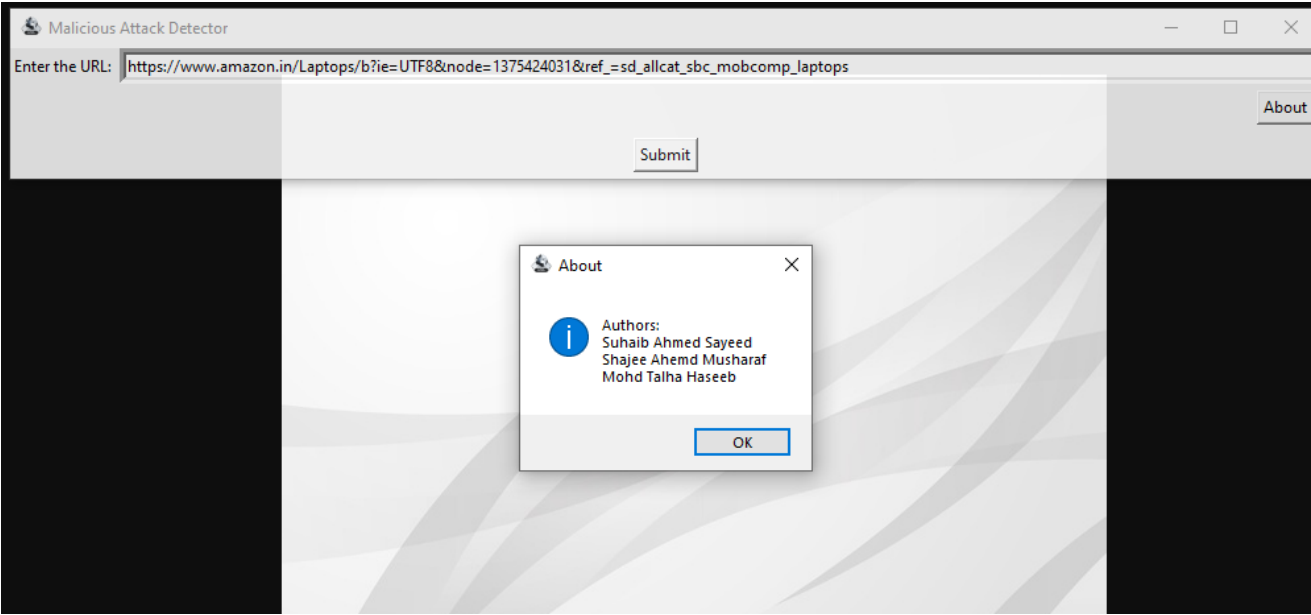 Malicious Attack Detector
Enter the URL: https://www.amazon.in/Laptops/b?ie=UTF8&node=1375424031&ref_=sd_allcat_sbc_mobcomp_laptops
About
Submit
About
Authors:
Suhaib Ahmed Sayeed
Shajee Ahemd Musharaf
Mohd Talha Haseeb
OK